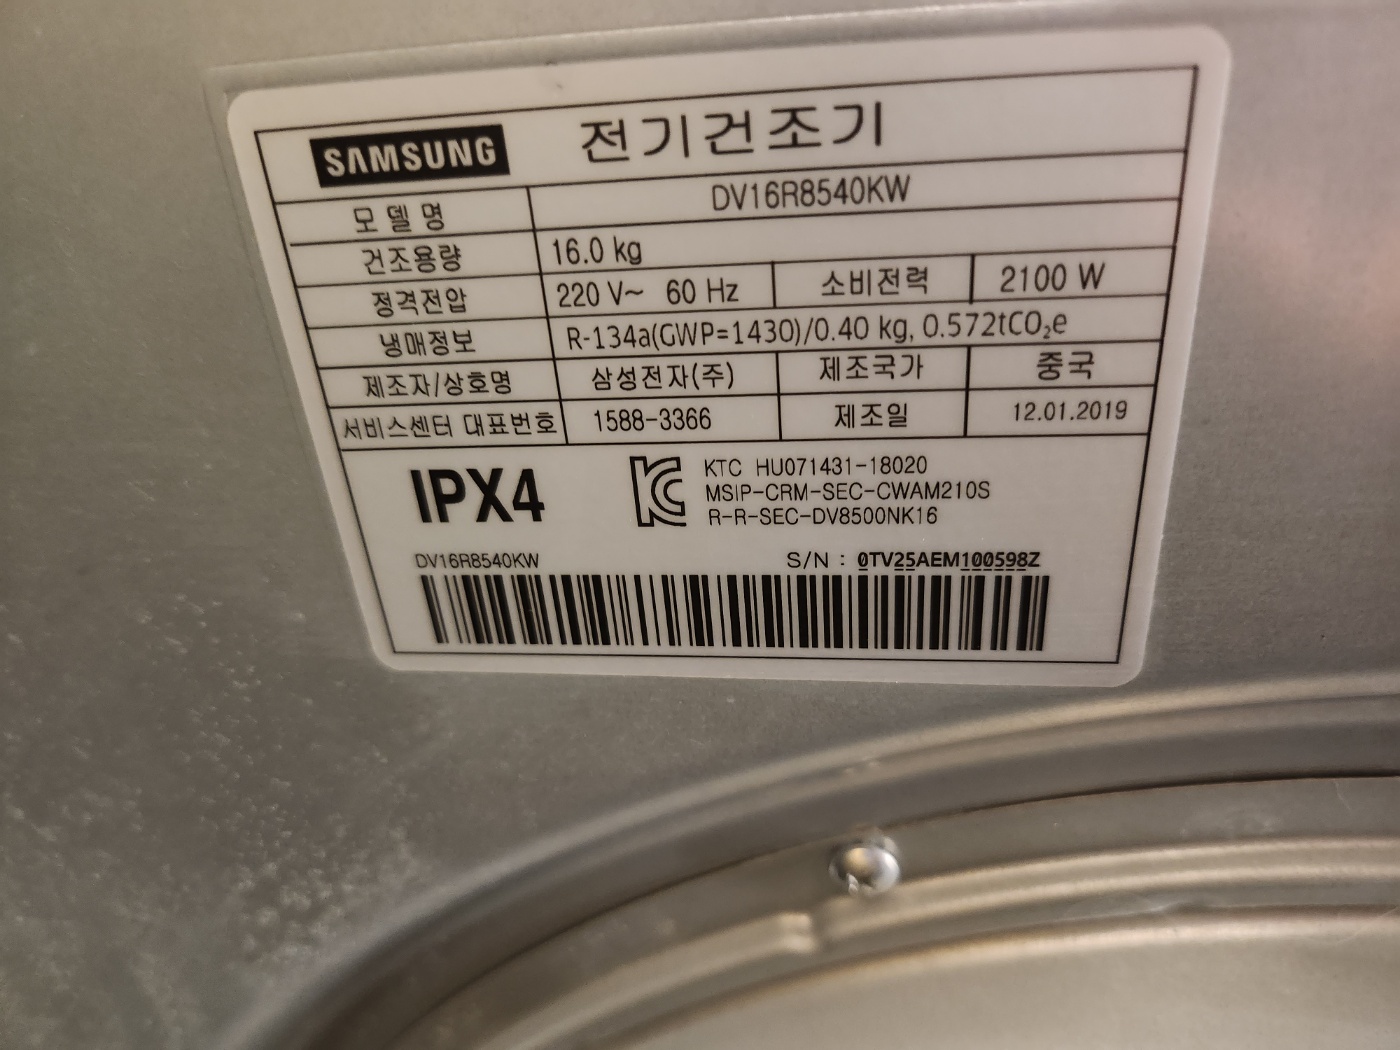 SAMSUNG 전기건조기
모델명 DV16R8540KW
건조용량 16.0 kg
정격전압 220 V~ 60 Hz 소비전력 2100 W
냉매정보 R-134a(GWP=1430)/0.40 kg, 0.572tCO₂e
제조자/상호명 삼성전자(주) 제조국가 중국
서비스센터 대표번호 1588-3366 제조일 12.01.2019
IPX4
KC
KTC HU071431-18020
MSIP-CRM-SEC-CWAM210S
R-R-SEC-DV8500NK16
DV16R8540KW S/N : 0TV25AEM100598Z